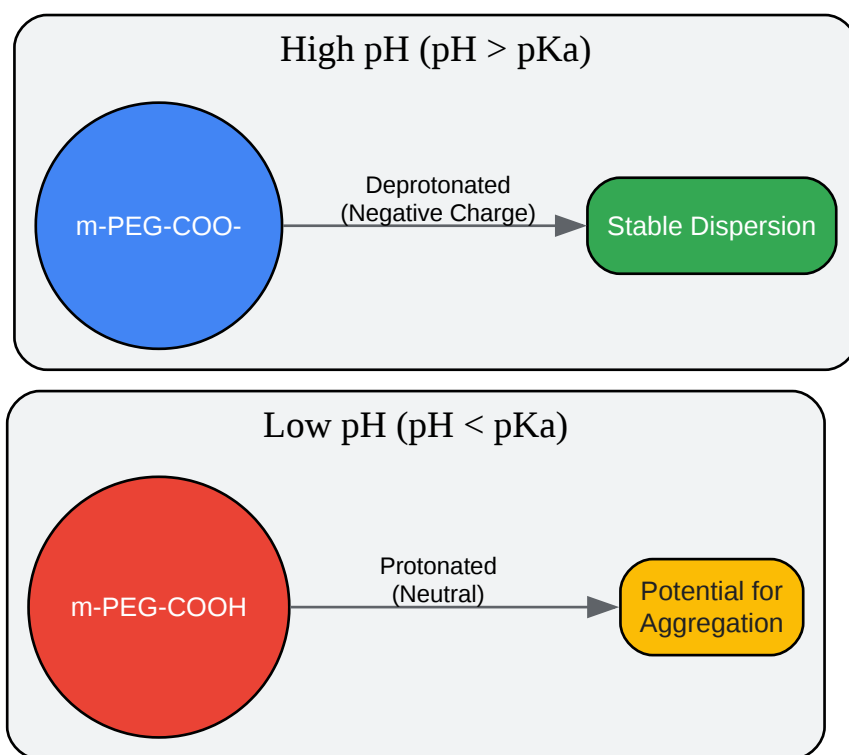 High pH (pH > pKa)
m-PEG-COO-
Deprotonated
(Negative Charge)
Stable Dispersion
Low pH (pH < pKa)
m-PEG-COOH
Protonated
(Neutral)
Potential for
Aggregation